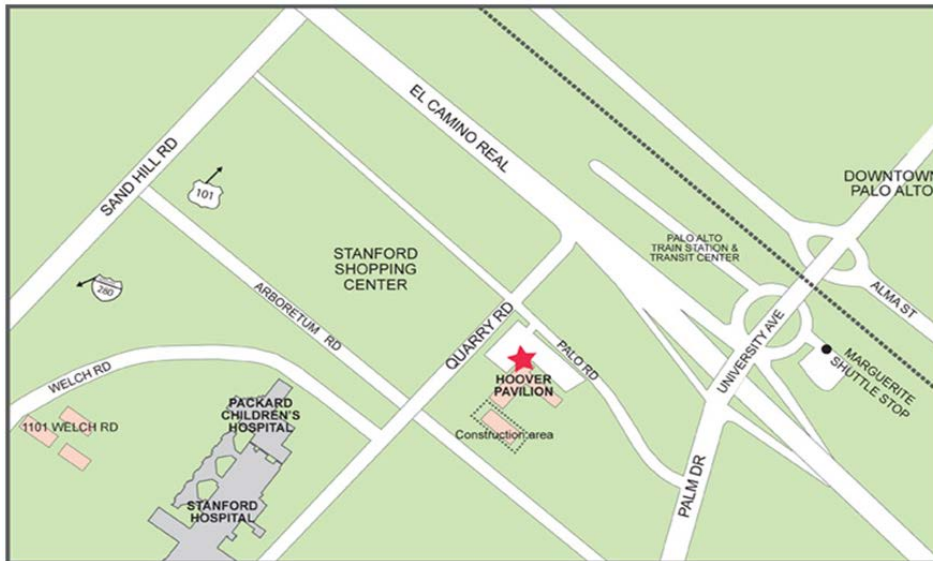 EL CAMINO REAL
SAND HILL RD
101
DOWNTOWN
PALO ALTO
PALO ALTO
TRAIN STATION &
TRANSIT CENTER
STANFORD
SHOPPING
CENTER
280
ARBORETUM RD
ALMA ST
QUARRY RD
PALO RD
UNIVERSITY AVE
MARGUERITE
SHUTTLE STOP
WELCH RD
HOOVER
PAVILION
PACKARD
CHILDREN'S
HOSPITAL
1101 WELCH RD
Construction area
PALM DR
STANFORD
HOSPITAL